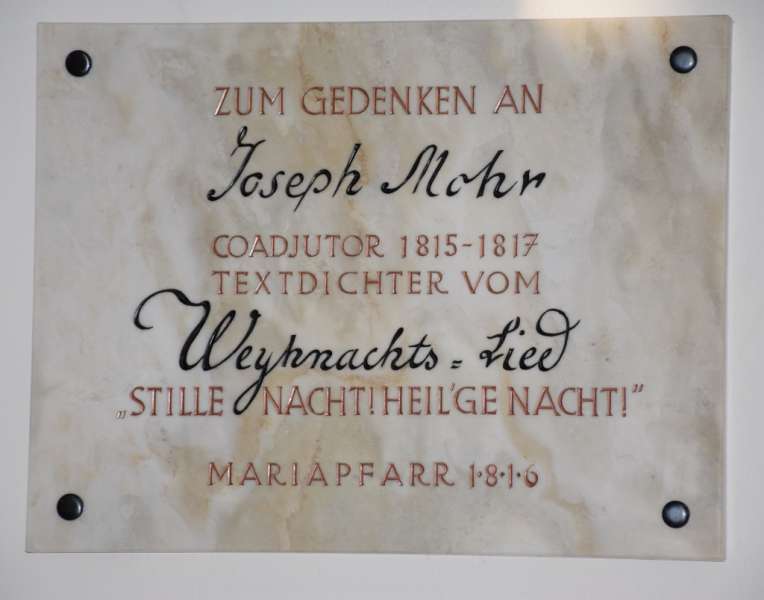 ZUM GEDENKEN AN
Joseph Mohr
COADJUTOR 1815-1817
TEXTDICHTER VOM
Weyhnachts = Lied
„STILLE NACHT! HEIL'GE NACHT!"
MARIAPFARR 1·8·1·6